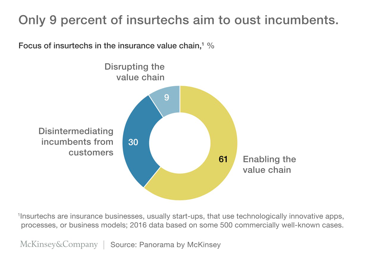 Only 9 percent of insurtechs aim to oust incumbents.
Focus of insurtechs in the insurance value chain,¹ %
Disrupting the
value chain
9
Disintermediating
incumbents from
customers
30
61
Enabling the
value chain
¹Insurtechs are insurance businesses, usually start-ups, that use technologically innovative apps,
processes, or business models; 2016 data based on some 500 commercially well-known cases.
McKinsey&Company | Source: Panorama by McKinsey